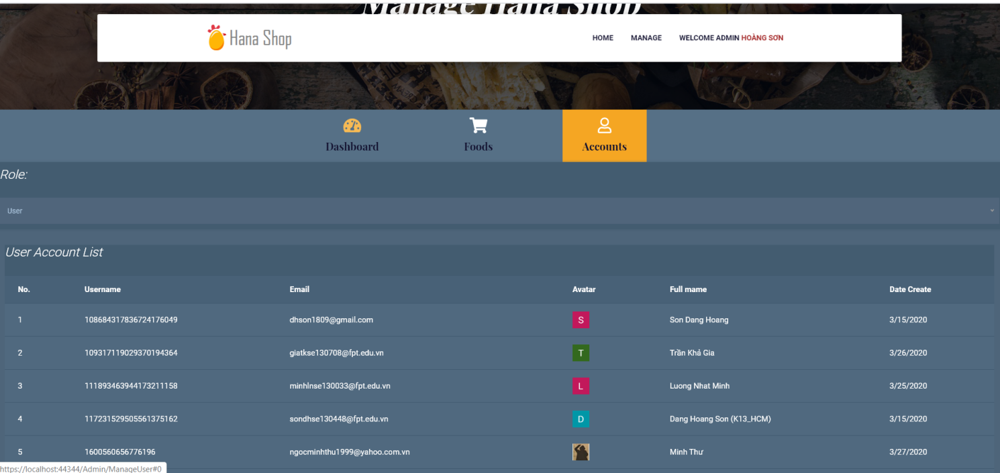 Manage Hana Shop
Hana Shop
HOME MANAGE WELCOME ADMIN HOÀNG SƠN
Dashboard Foods Accounts
Role:
User
User Account List
No. Username Email Avatar Full mame Date Create
1 108684317836724176049 dhson1809@gmail.com S Son Dang Hoang 3/15/2020
2 109317119029370194364 giatkse130708@fpt.edu.vn T Trần Khả Gia 3/26/2020
3 111893463944173211158 minhlnse130033@fpt.edu.vn L Luong Nhat Minh 3/25/2020
4 117231529505561375162 sondhse130448@fpt.edu.vn D Dang Hoang Son (K13_HCM) 3/15/2020
5 1600560656776196 ngocminhthu1999@yahoo.com.vn Minh Thư 3/27/2020
https://localhost:44344/Admin/ManageUser#0